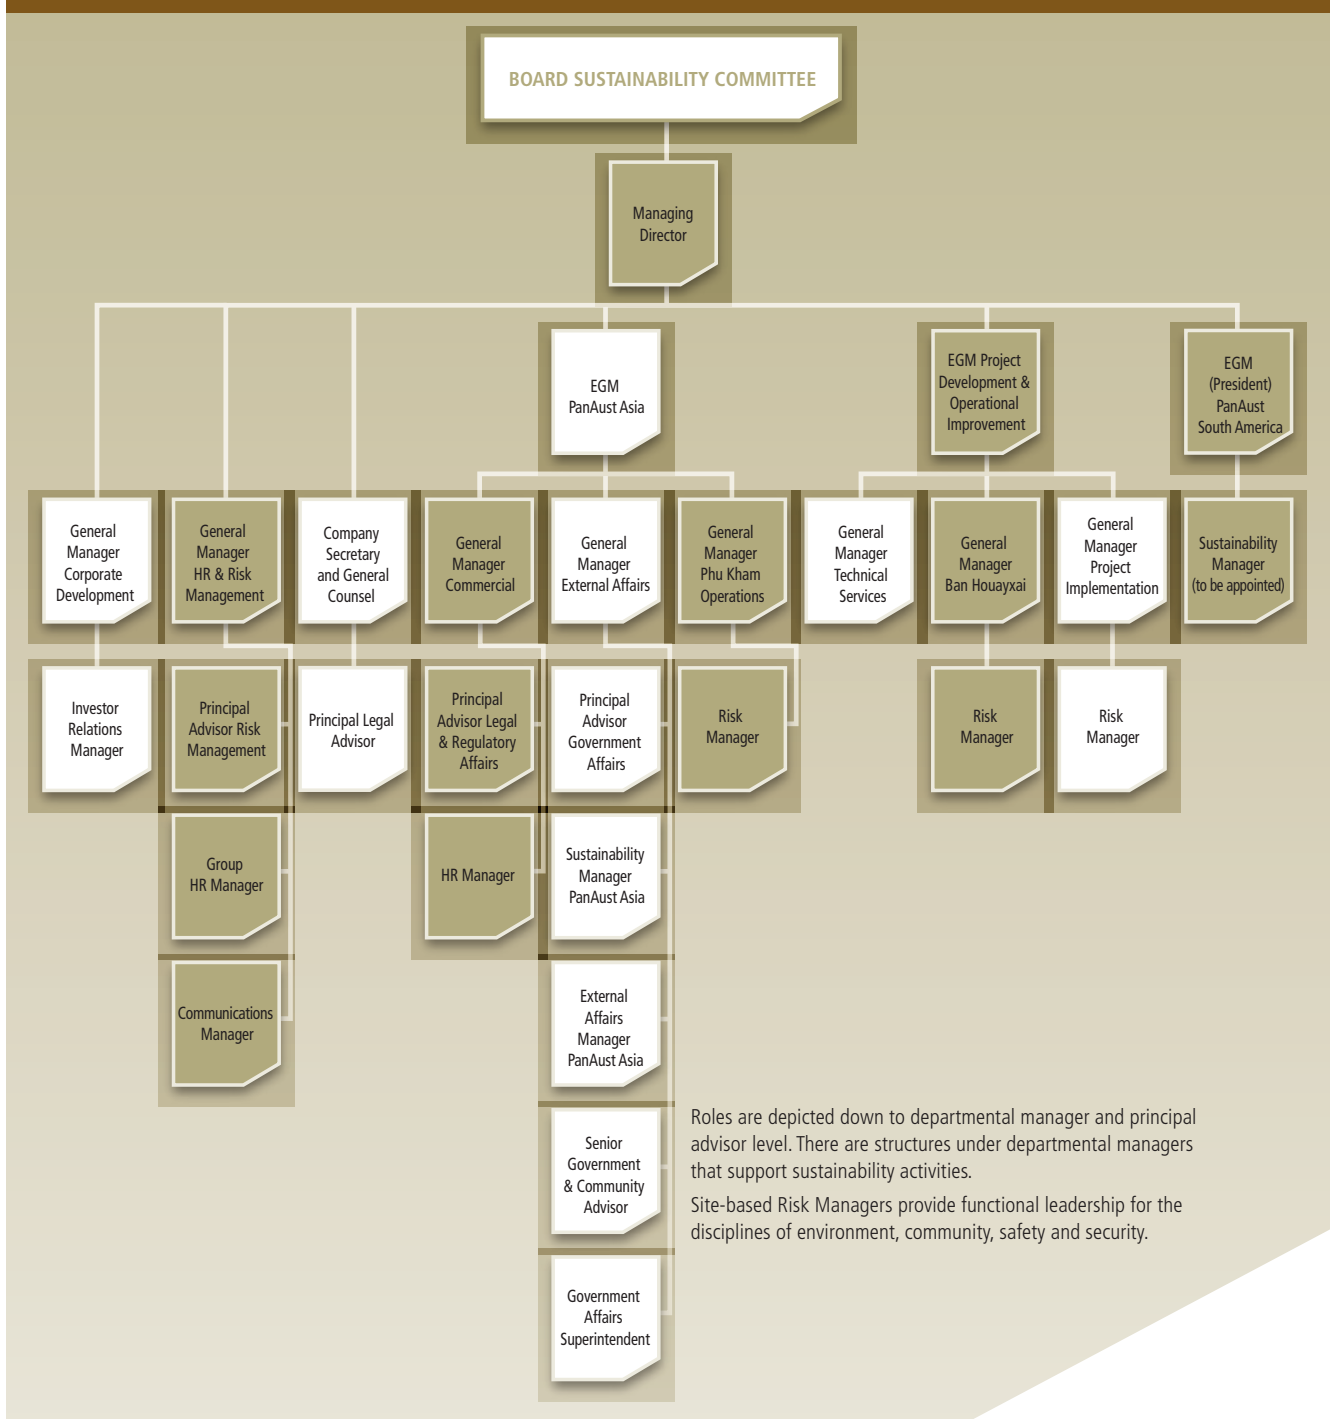 BOARD SUSTAINABILITY COMMITTEE
Managing
Director
EGM
PanAust Asia
EGM Project
Development &
Operational
Improvement
EGM
(President)
PanAust
South America
General
Manager
Corporate
Development
General
Manager
HR & Risk
Management
Company
Secretary
and General
Counsel
General
Manager
Commercial
General
Manager
External Affairs
General
Manager
Phu Kham
Operations
General
Manager
Technical
Services
General
Manager
Ban Houayxai
General
Manager
Project
Implementation
Sustainability
Manager
(to be appointed)
Investor
Relations
Manager
Principal
Advisor Risk
Management
Principal Legal
Advisor
Principal
Advisor Legal
& Regulatory
Affairs
Principal
Advisor
Government
Affairs
Risk
Manager
Risk
Manager
Risk
Manager
Group
HR Manager
HR Manager
Sustainability
Manager
PanAust Asia
Communications
Manager
External
Affairs
Manager
PanAust Asia
Senior
Government
& Community
Advisor
Government
Affairs
Superintendent
Roles are depicted down to departmental manager and principal
advisor level. There are structures under departmental managers
that support sustainability activities.
Site-based Risk Managers provide functional leadership for the
disciplines of environment, community, safety and security.